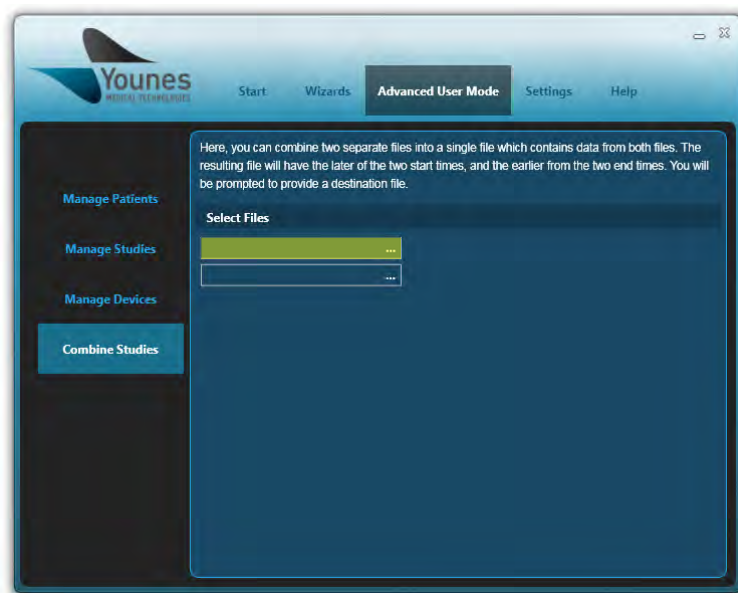 Younes
MEDICAL TECHNOLOGIES
Start Wizards Advanced User Mode Settings Help
Here, you can combine two separate files into a single file which contains data from both files. The
resulting file will have the later of the two start times, and the earlier from the two end times. You will
be prompted to provide a destination file.
Manage Patients
Select Files
Manage Studies
...
...
Manage Devices
Combine Studies